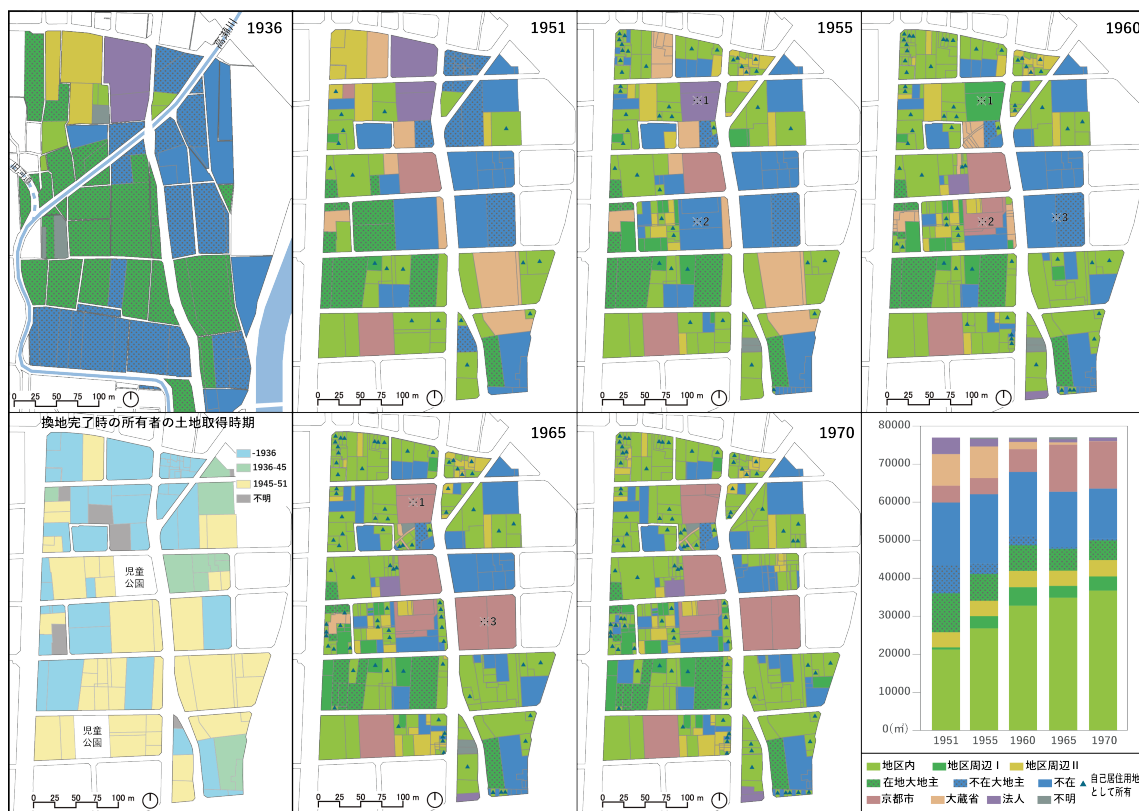 1936
高瀬川
旧河道
0 25 50 75 100 m
1951
0 25 50 75 100 m
1955
1
2
0 25 50 75 100 m
1960
1
2
3
0 25 50 75 100 m
換地完了時の所有者の土地取得時期
-1936
1936-45
1945-51
不明
児童
公園
児童
公園
0 25 50 75 100 m
1965
1
3
0 25 50 75 100 m
1970
0 25 50 75 100 m
80000
70000
60000
50000
40000
30000
20000
10000
0(㎡)
1951 1955 1960 1965 1970
地区内 地区周辺Ⅰ 地区周辺Ⅱ
在地大地主 不在大地主 不在 自己居住用地
として所有
京都市 大蔵省 法人 不明